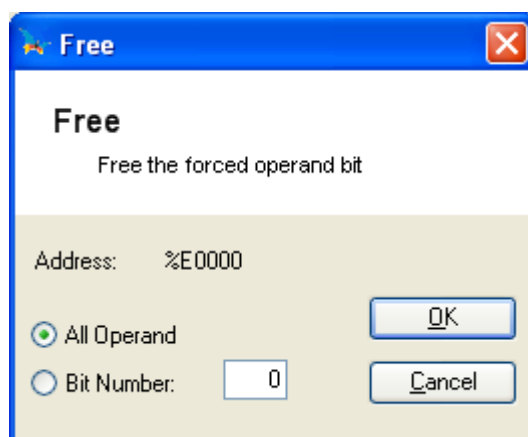 Free
Free
Free the forced operand bit
Address: %E0000
All Operand
OK
Bit Number: 0
Cancel